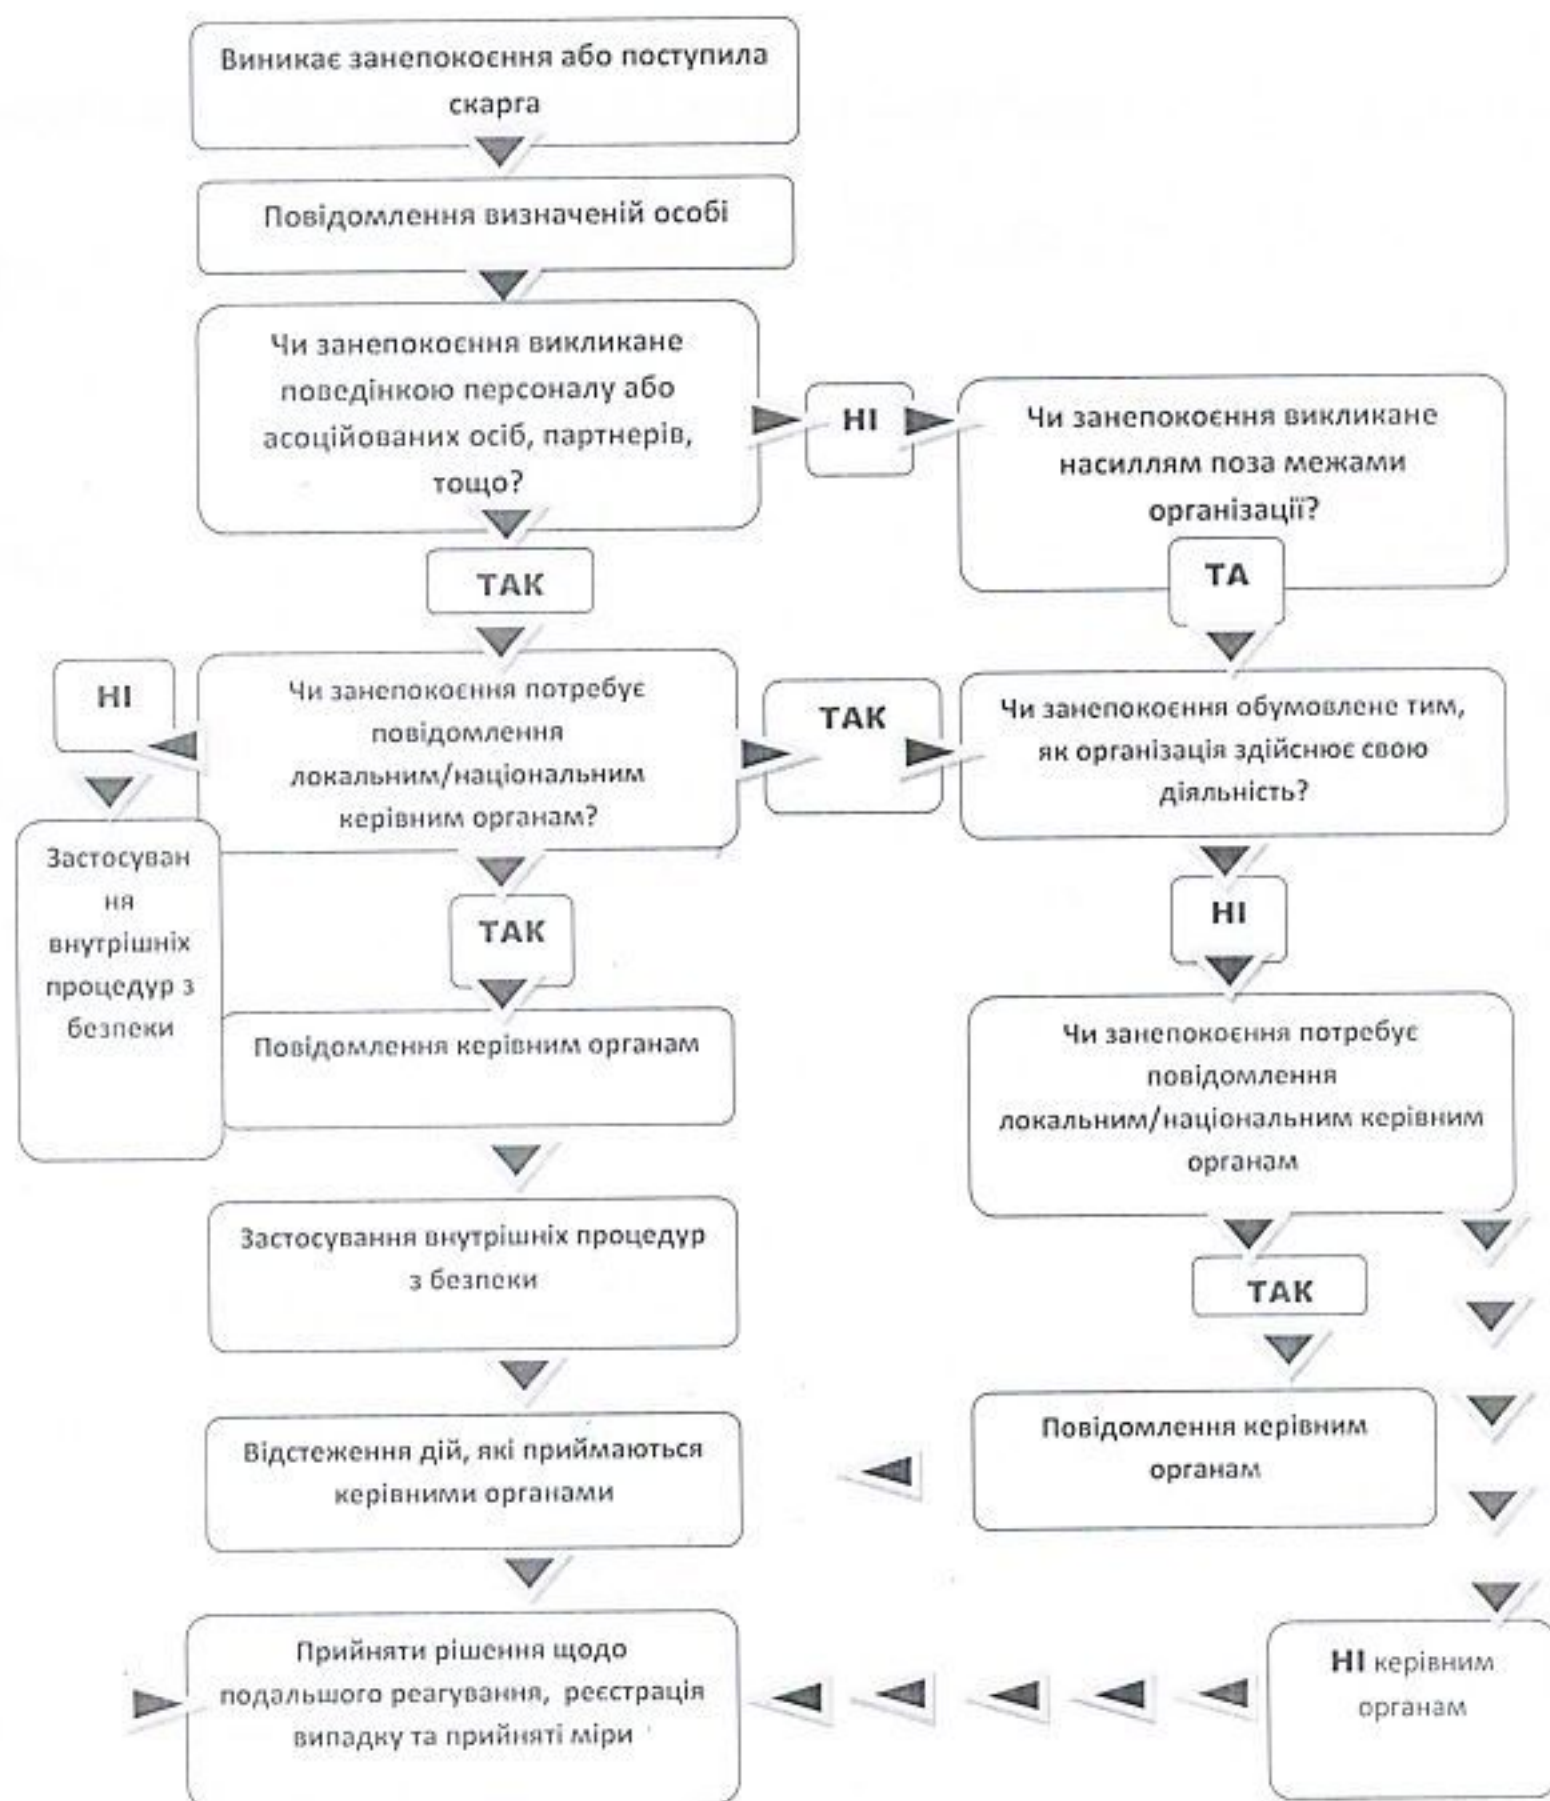 Виникає занепокоєння або поступила
скарга
Повідомлення визначеній особі
Чи занепокоєння викликане
поведінкою персоналу або
асоційованих осіб, партнерів,
тощо?
НІ
Чи занепокоєння викликане
насиллям поза межами
організації?
ТАК
ТА
НІ
Чи занепокоєння потребує
повідомлення
локальним/національним
керівним органам?
ТАК
Чи занепокоєння обумовлене тим,
як організація здійснює свою
діяльність?
Застосуван
ня
внутрішніх
процедур з
безпеки
ТАК
НІ
Повідомлення керівним органам
Чи занепокоєння потребує
повідомлення
локальним/національним керівним
органам
Застосування внутрішніх процедур
з безпеки
ТАК
Відстеження дій, які приймаються
керівними органами
Повідомлення керівним
органам
Прийняти рішення щодо
подальшого реагування, реєстрація
випадку та прийняті міри
НІ керівним
органам